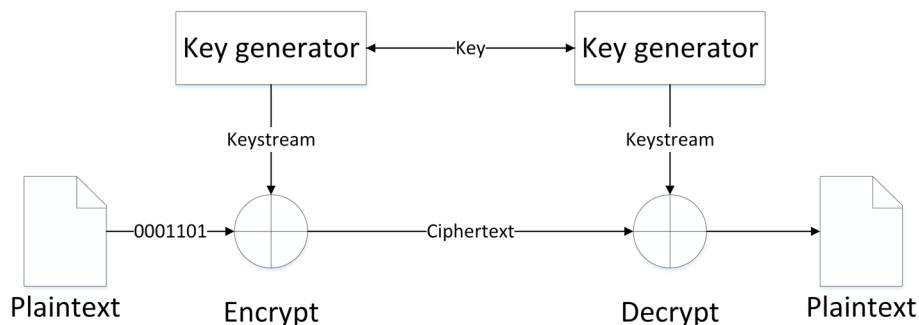 Key generator
Key
Key generator
Keystream
Keystream
0001101
Ciphertext
Plaintext
Encrypt
Decrypt
Plaintext